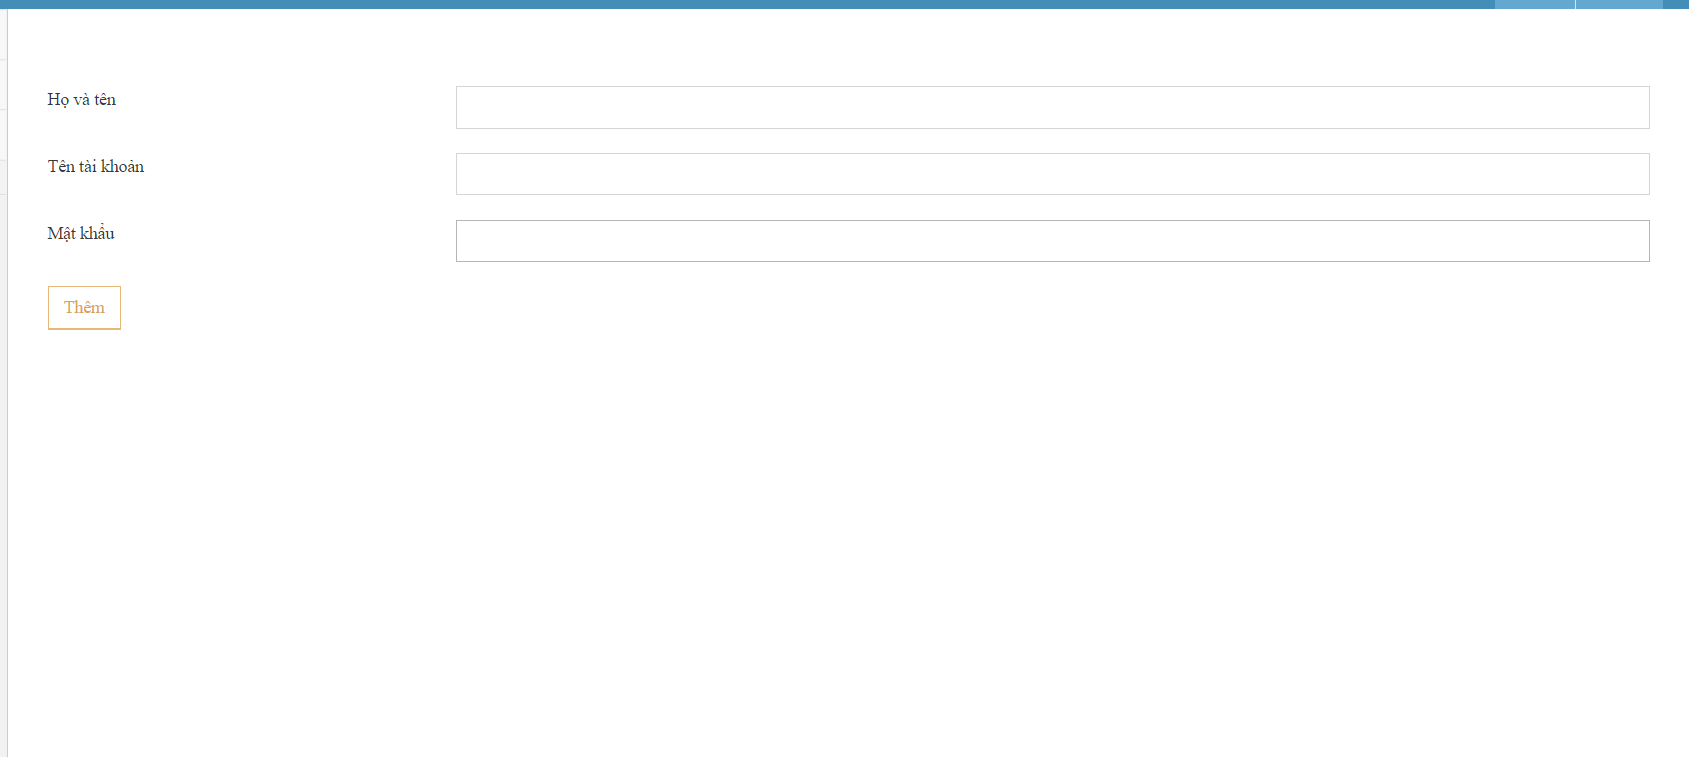 Họ và tên
Tên tài khoản
Mật khẩu
Thêm